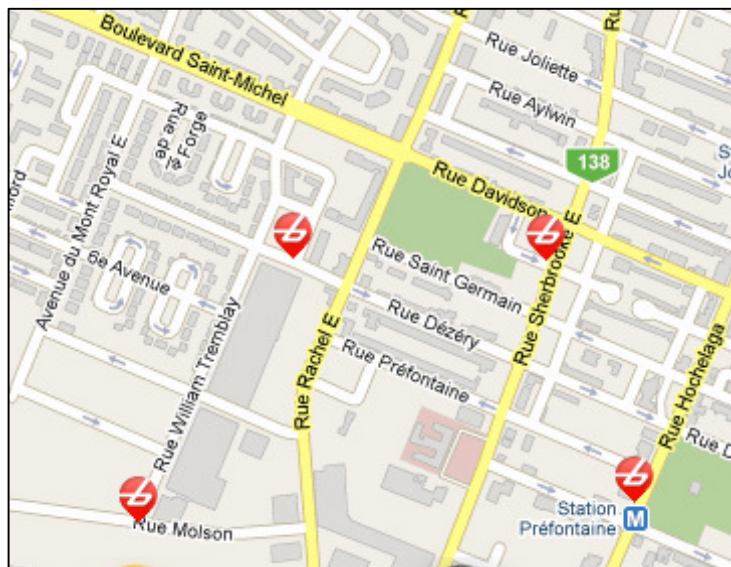 Boulevard Saint-Michel
Rue Joliette
Rue Aylwin
Rue de
la Forge
138
Rue Davidson
Avenue du Mont Royal E
6e Avenue
Rue Saint Germain
Rue Sherbrooke E
Rue Dézéry
Rue William Tremblay
Rue Rachel E
Rue Préfontaine
Rue Hochelaga
Station
Préfontaine
M
Rue Molson